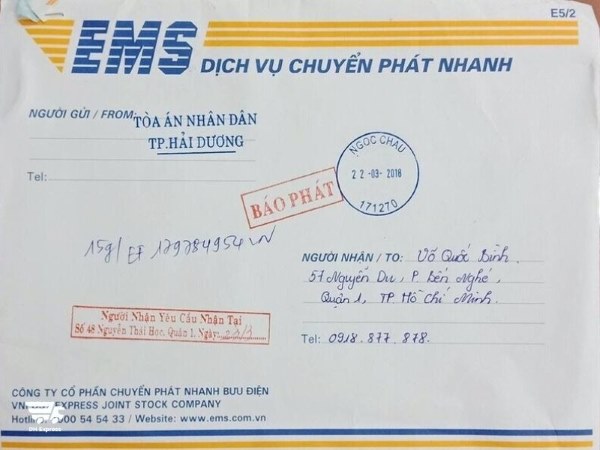 E5/2
EMS DỊCH VỤ CHUYỂN PHÁT NHANH
NGƯỜI GỬI / FROM:
TÒA ÁN NHÂN DÂN
TP.HẢI DƯƠNG
Tel:
BÁO PHÁT
NGOC CHAU
22-03-2018
171270
15g/ EF 179784954 VN
NGƯỜI NHẬN / TO: Võ Quốc Bình.
57 Nguyễn Du, P. Bến Nghé,
Quận 1, TP. Hồ Chí Minh.
Tel: 0918.877.878.
Người Nhận Yêu Cầu Nhận Tại
Số 48 Nguyễn Thái Học, Quận 1. Ngày:
CÔNG TY CỔ PHẦN CHUYỂN PHÁT NHANH BƯU ĐIỆN
EXPRESS JOINT STOCK COMPANY
900 54 54 33 / Website: www.ems.com.vn